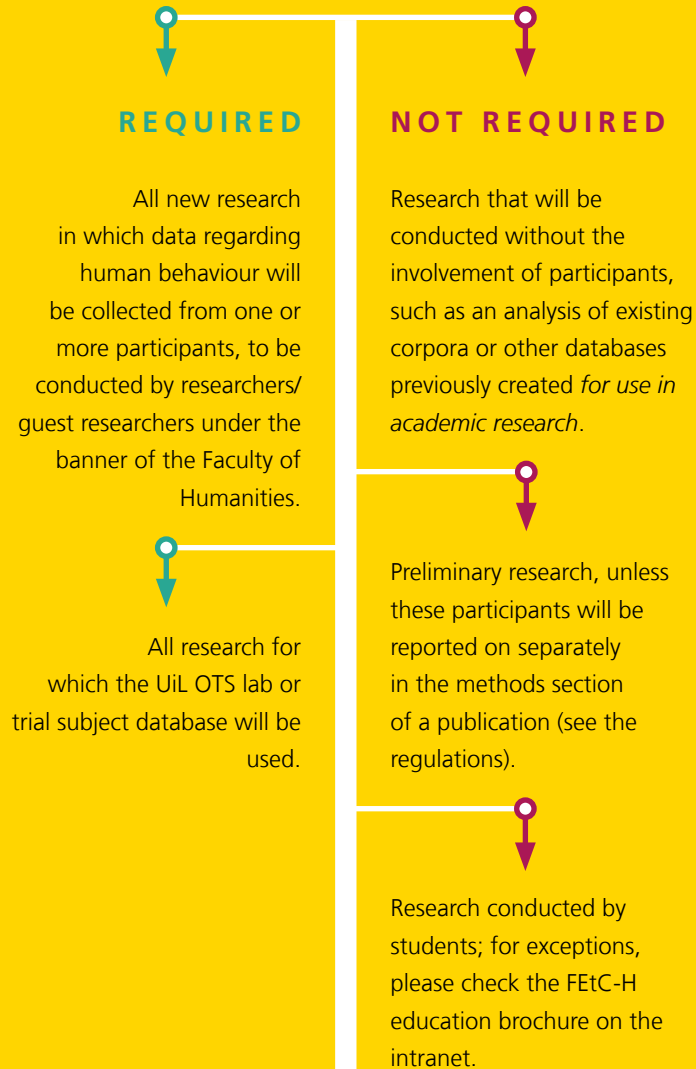 REQUIRED
All new research
in which data regarding
human behaviour will
be collected from one or
more participants, to be
conducted by researchers/
guest researchers under the
banner of the Faculty of
Humanities.
All research for
which the UiL OTS lab or
trial subject database will be
used.
NOT REQUIRED
Research that will be
conducted without the
involvement of participants,
such as an analysis of existing
corpora or other databases
previously created for use in
academic research.
Preliminary research, unless
these participants will be
reported on separately
in the methods section
of a publication (see the
regulations).
Research conducted by
students; for exceptions,
please check the FEtC-H
education brochure on the
intranet.